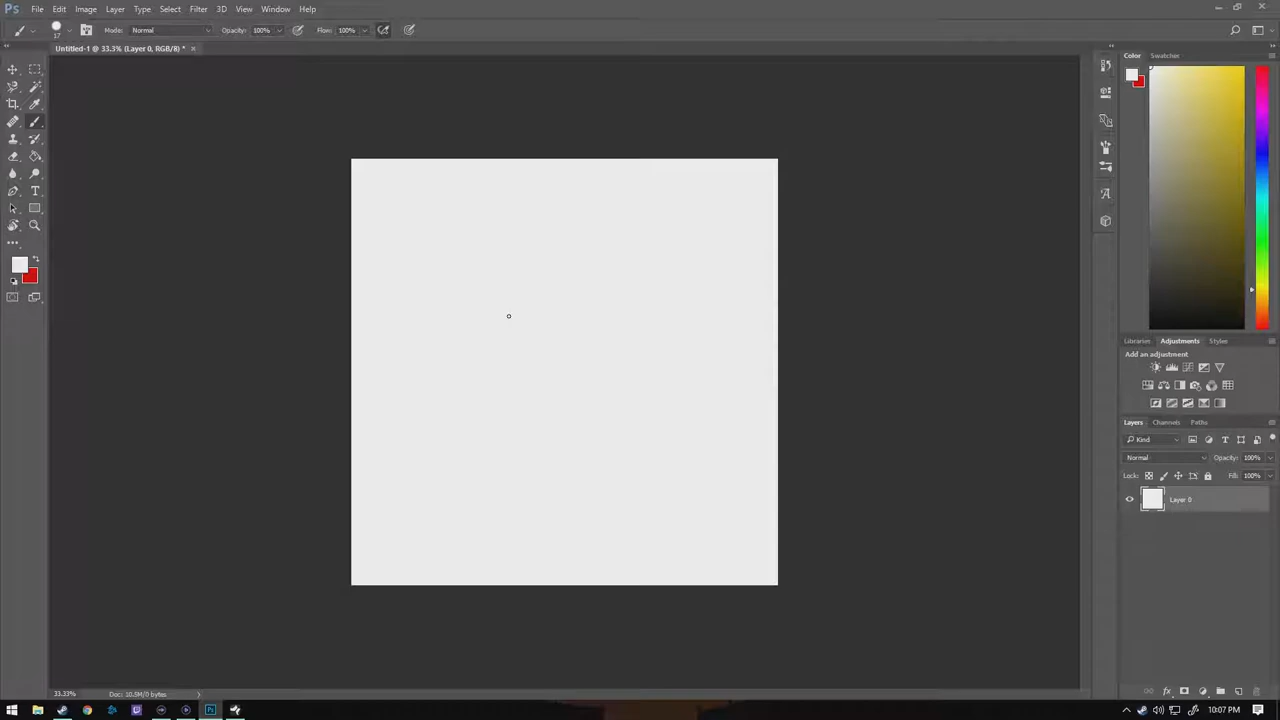 Ps File Edit Image Layer Type Select Filter 3D View Window Help
17 Mode: Normal Opacity: 100% Flow: 100%
Untitled-1 @ 33.3% (Layer 0, RGB/8) * ×
Color Swatches
Libraries Adjustments Styles
Add an adjustment
Layers Channels Paths
Kind
Normal Opacity: 100%
Lock: Fill: 100%
Layer 0
33.33% Doc: 10.5M/0 bytes
Ps 10:07 PM